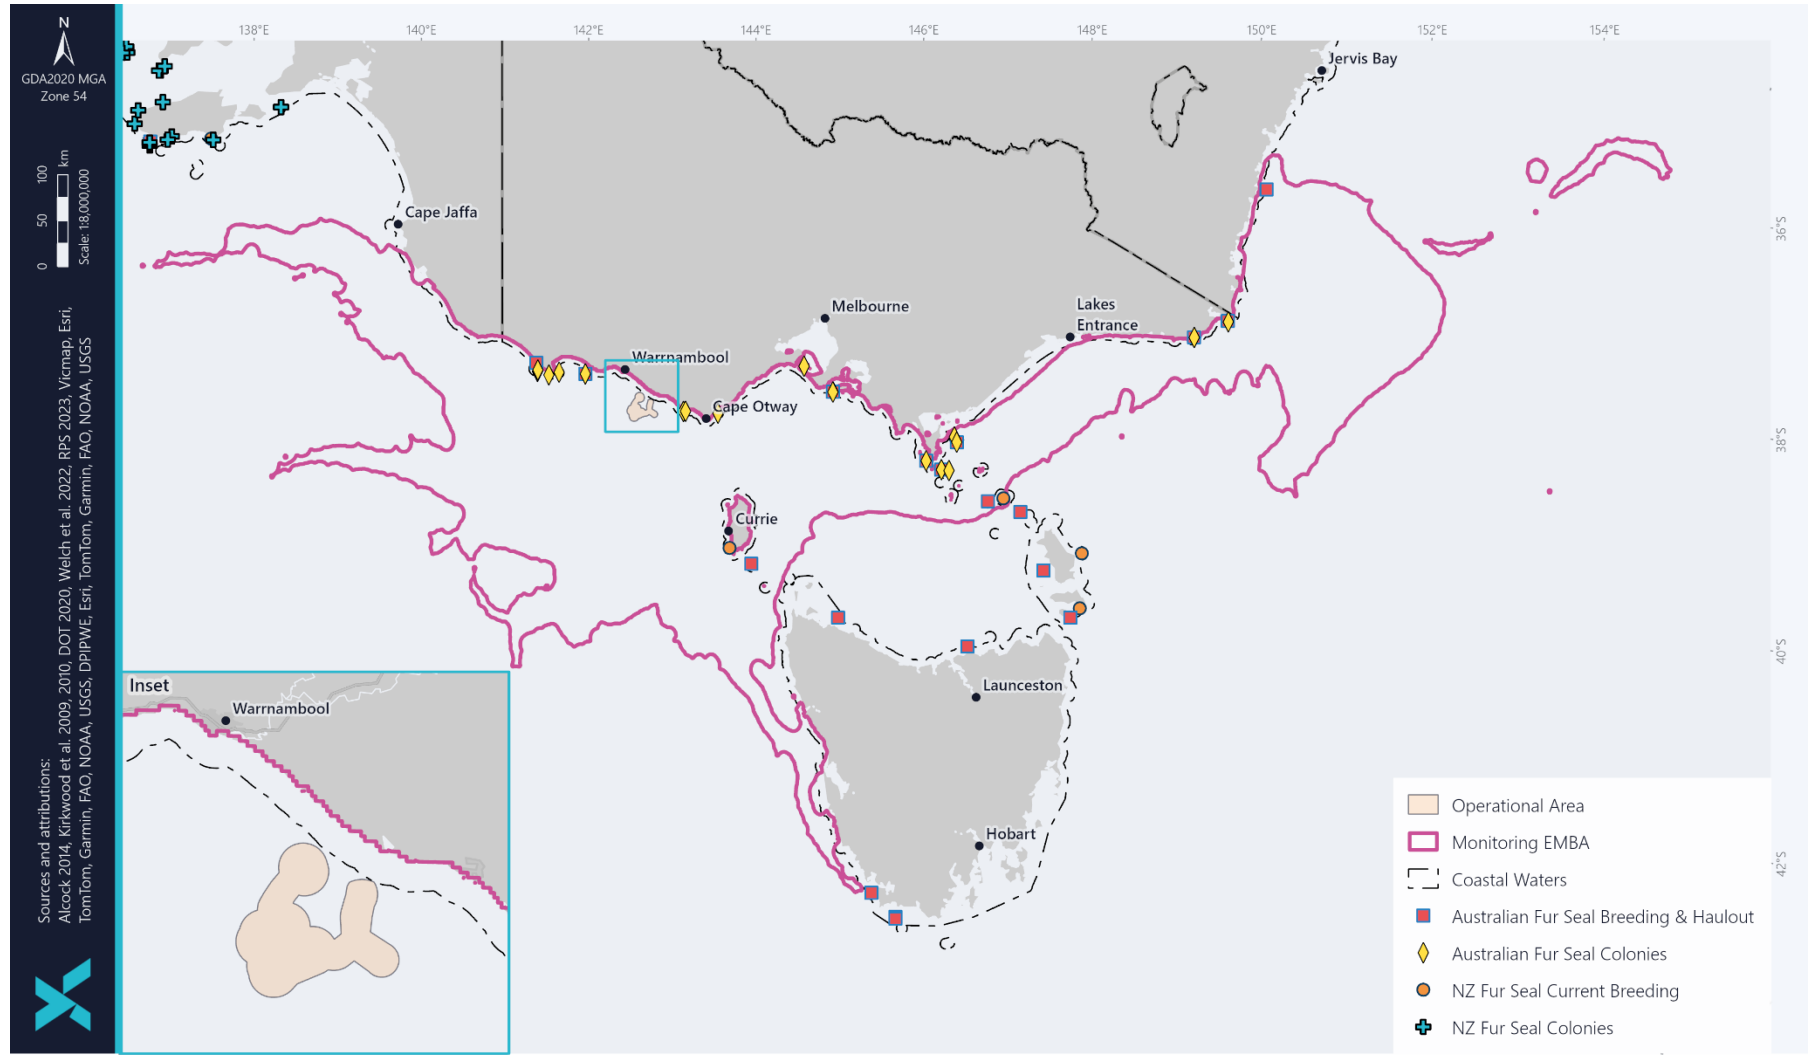 N
GDA2020 MGA
Zone 54
0 50 100 km
Scale: 1:8,000,000
Sources and attributions:
Alcock 2014, Kirkwood et al. 2009, 2010, DOT 2020, Welch et al. 2022, RPS 2023, Vicmap, Esri,
TomTom, Garmin, FAO, NOAA, USGS, DPIPWE, Esri, TomTom, Garmin, FAO, NOAA, USGS
138°E 140°E 142°E 144°E 146°E 148°E 150°E 152°E 154°E
36°S
38°S
40°S
42°S
Jervis Bay
Cape Jaffa
Melbourne
Lakes
Entrance
Warrnambool
Cape Otway
Currie
Launceston
Hobart
Inset
Warrnambool
Operational Area
Monitoring EMBA
Coastal Waters
Australian Fur Seal Breeding & Haulout
Australian Fur Seal Colonies
NZ Fur Seal Current Breeding
NZ Fur Seal Colonies